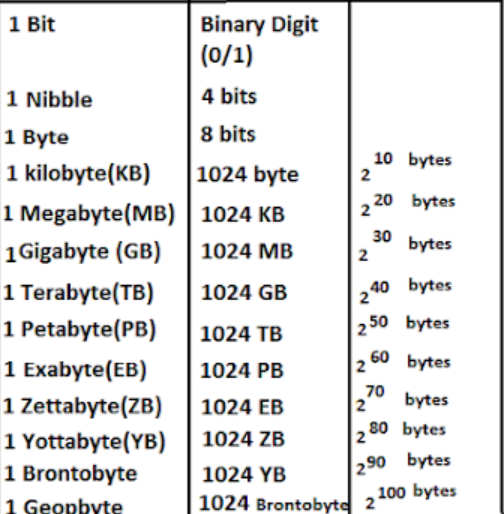 1 Bit Binary Digit
(0/1)
1 Nibble 4 bits
1 Byte 8 bits
1 kilobyte(KB) 1024 byte 2^10 bytes
1 Megabyte(MB) 1024 KB 2^20 bytes
1Gigabyte (GB) 1024 MB 2^30 bytes
1 Terabyte(TB) 1024 GB 2^40 bytes
1 Petabyte(PB) 1024 TB 2^50 bytes
1 Exabyte(EB) 1024 PB 2^60 bytes
1 Zettabyte(ZB) 1024 EB 2^70 bytes
1 Yottabyte(YB) 1024 ZB 2^80 bytes
1 Brontobyte 1024 YB 2^90 bytes
1 Geopbyte 1024 Brontobyte 2^100 bytes